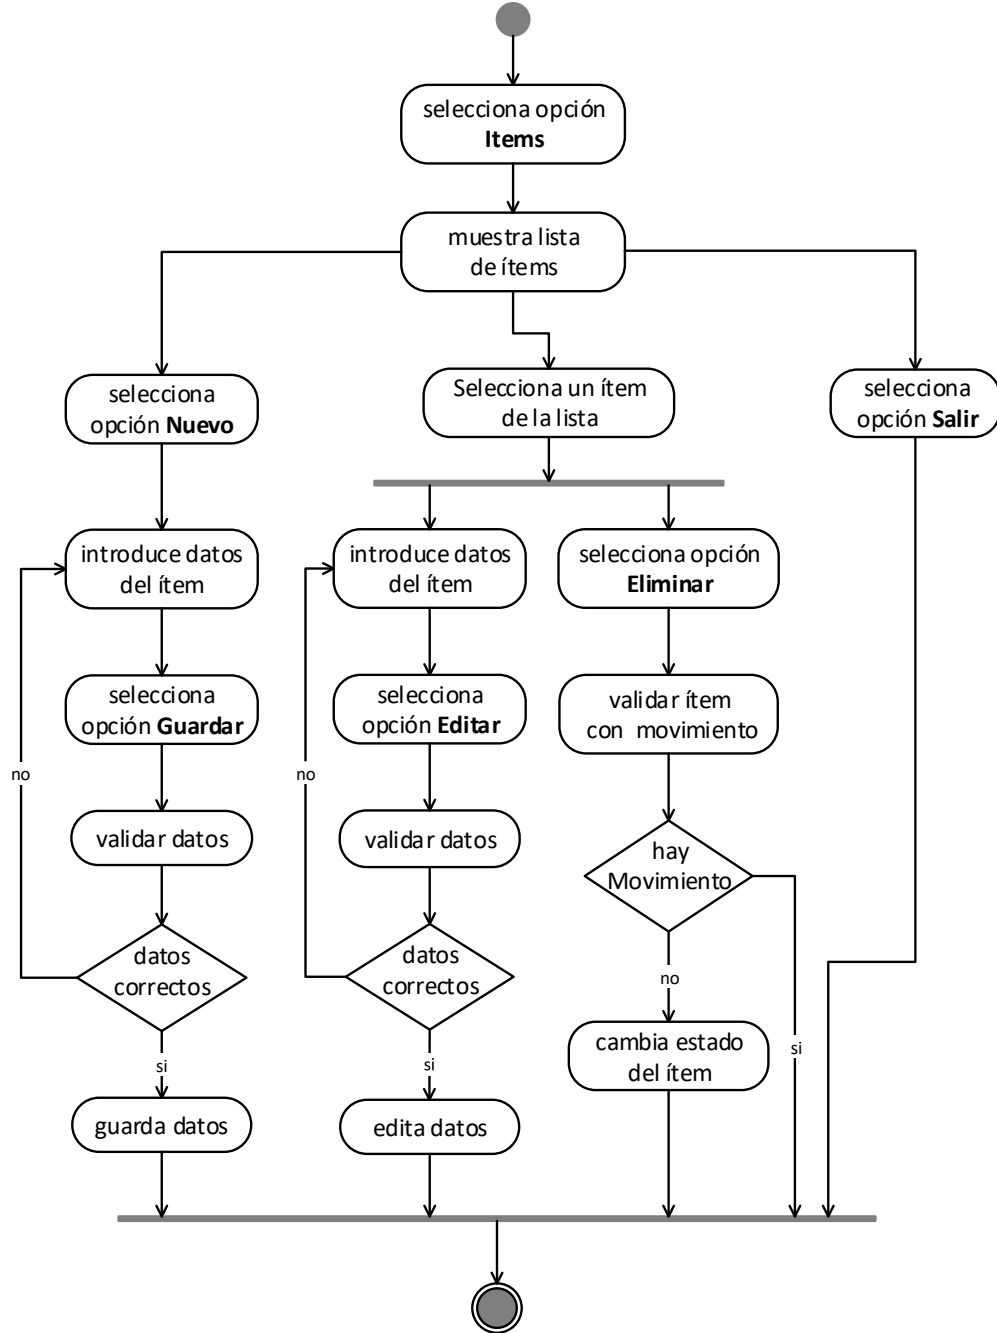 selecciona opción
Items
muestra lista
de ítems
selecciona
opción Nuevo
Selecciona un ítem
de la lista
selecciona
opción Salir
introduce datos
del ítem
introduce datos
del ítem
selecciona opción
Eliminar
selecciona
opción Guardar
selecciona
opción Editar
validar ítem
con movimiento
no
no
validar datos
validar datos
hay
Movimiento
datos
correctos
datos
correctos
no
cambia estado
del ítem
si
si
si
guarda datos
edita datos